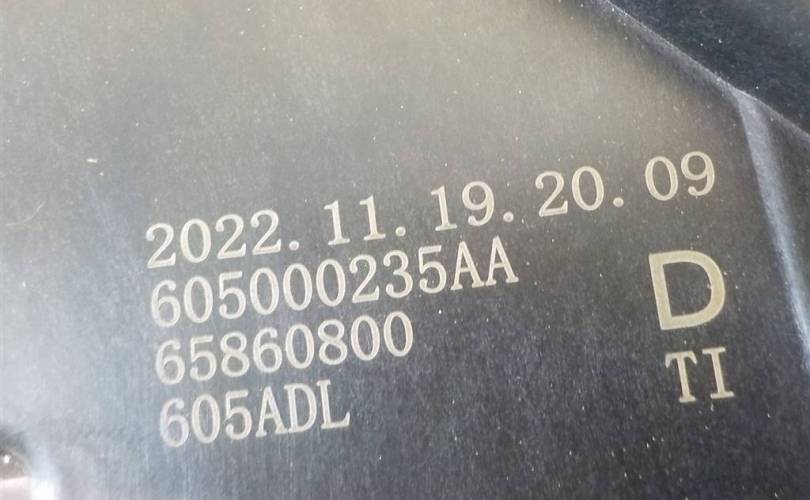 2022. 11. 19. 20. 09
605000235AA
D
65860800
TI
605ADL